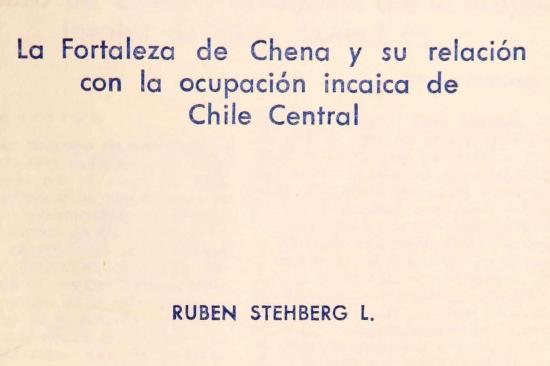 La Fortaleza de Chena y su relación
con la ocupación incaica de
Chile Central
RUBEN STEHBERG L.